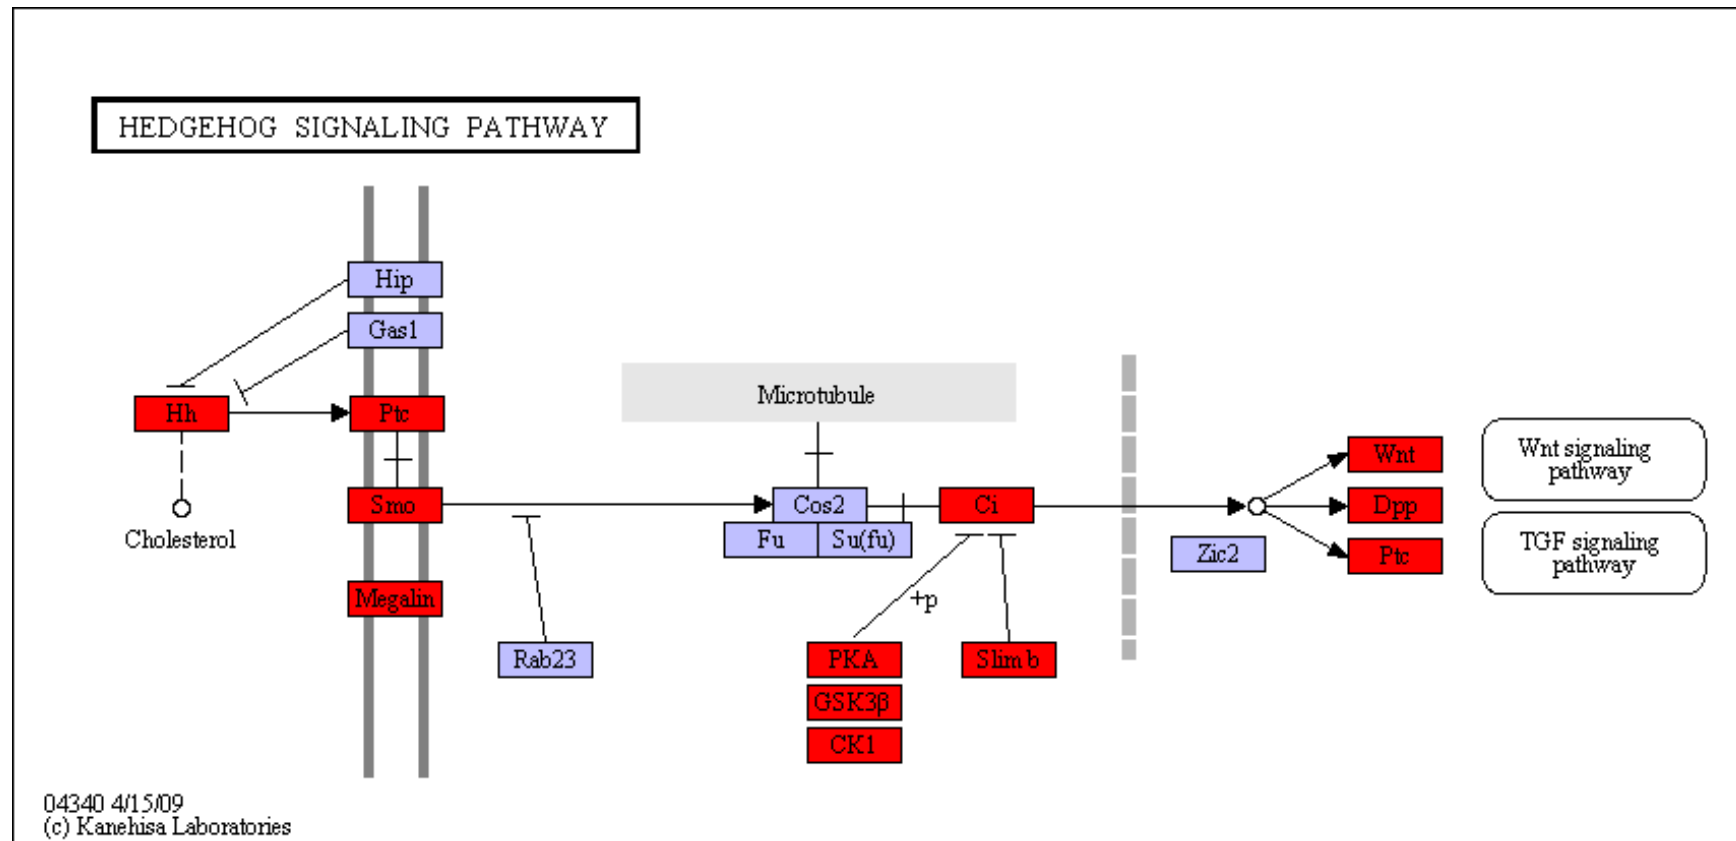 HEDGEHOG SIGNALING PATHWAY
Hip
Gas1
Hh
Ptc
Microtubule
Wnt
Wnt signaling
pathway
Smo
Cos2
Ci
Dpp
Cholesterol
Fu
Su(fu)
Zic2
Ptc
TGF signaling
pathway
Megalin
+p
Rab23
PKA
Slimb
GSK3β
CK1
04340 4/15/09
(c) Kanehisa Laboratories